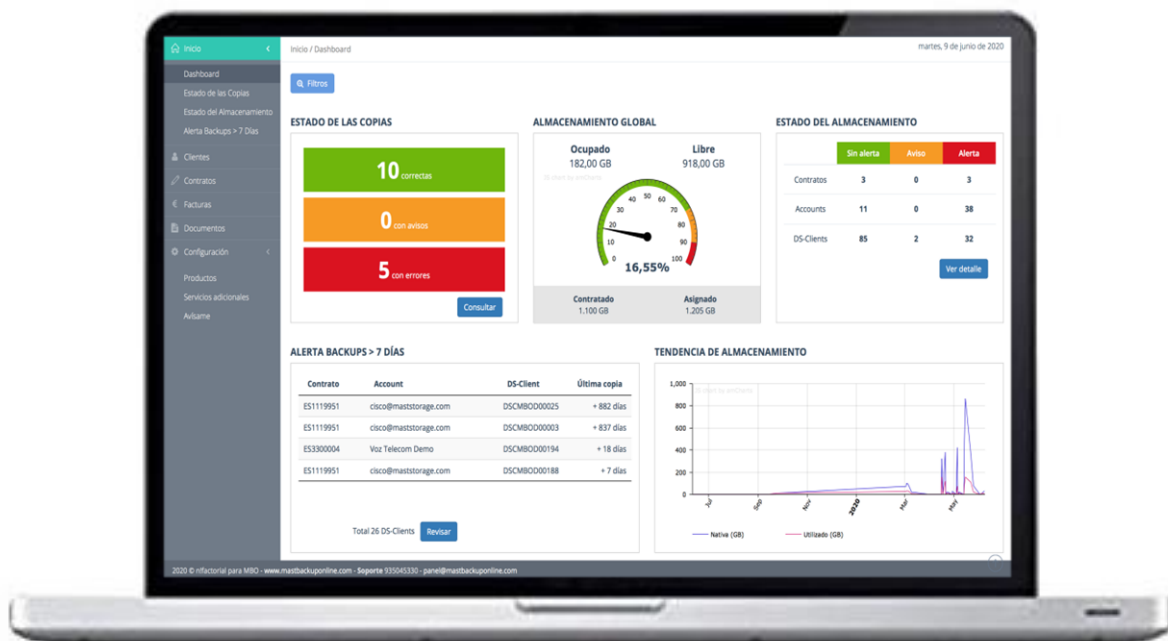 Inicio
Inicio / Dashboard
martes, 9 de junio de 2020
Dashboard
Estado de las Copias
Estado del Almacenamiento
Alerta Backups > 7 Días
Clientes
Contratos
Facturas
Documentos
Configuración
Productos
Servicios adicionales
Avísame
Filtros
ESTADO DE LAS COPIAS
10 correctas
0 con avisos
5 con errores
Consultar
ALMACENAMIENTO GLOBAL
Ocupado Libre
182,00 GB 918,00 GB
JS chart by amCharts
0 10 20 30 40 50 60 70 80 90 100
16,55%
Contratado Asignado
1.100 GB 1.205 GB
ESTADO DEL ALMACENAMIENTO
Sin alerta Aviso Alerta
Contratos 3 0 3
Accounts 11 0 38
DS-Clients 85 2 32
Ver detalle
ALERTA BACKUPS > 7 DÍAS
Contrato Account DS-Client Última copia
ES1119951 cisco@maststorage.com DSCMBOD00025 + 882 días
ES1119951 cisco@maststorage.com DSCMBOD00003 + 837 días
ES3300004 Voz Telecom Demo DSCMBOD00194 + 18 días
ES1119951 cisco@maststorage.com DSCMBOD00188 + 7 días
Total 26 DS-Clients Revisar
TENDENCIA DE ALMACENAMIENTO
JS chart by amCharts
1,000
800
600
400
200
0
Jul Sep Nov 2020 Mar May
Nativa (GB) Utilizado (GB)
2020 © nfactorial para MBO - www.mastbackuponline.com - Soporte 935045330 - panel@mastbackuponline.com